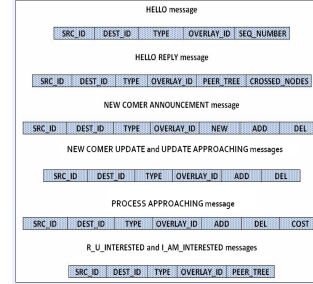 HELLO message
SRC_ID DEST_ID TYPE OVERLAY_ID SEQ_NUMBER
HELLO REPLY message
SRC_ID DEST_ID TYPE OVERLAY_ID PEER_TREE CROSSED_NODES
NEW COMER ANNOUNCEMENT message
SRC_ID DEST_ID TYPE OVERLAY_ID NEW ADD DEL
NEW COMER UPDATE and UPDATE APPROACHING messages
SRC_ID DEST_ID TYPE OVERLAY_ID ADD DEL
PROCESS APPROACHING message
SRC_ID DEST_ID TYPE OVERLAY_ID ADD DEL COST
R_U_INTERESTED and I_AM_INTERESTED messages
SRC_ID DEST_ID TYPE OVERLAY_ID PEER_TREE